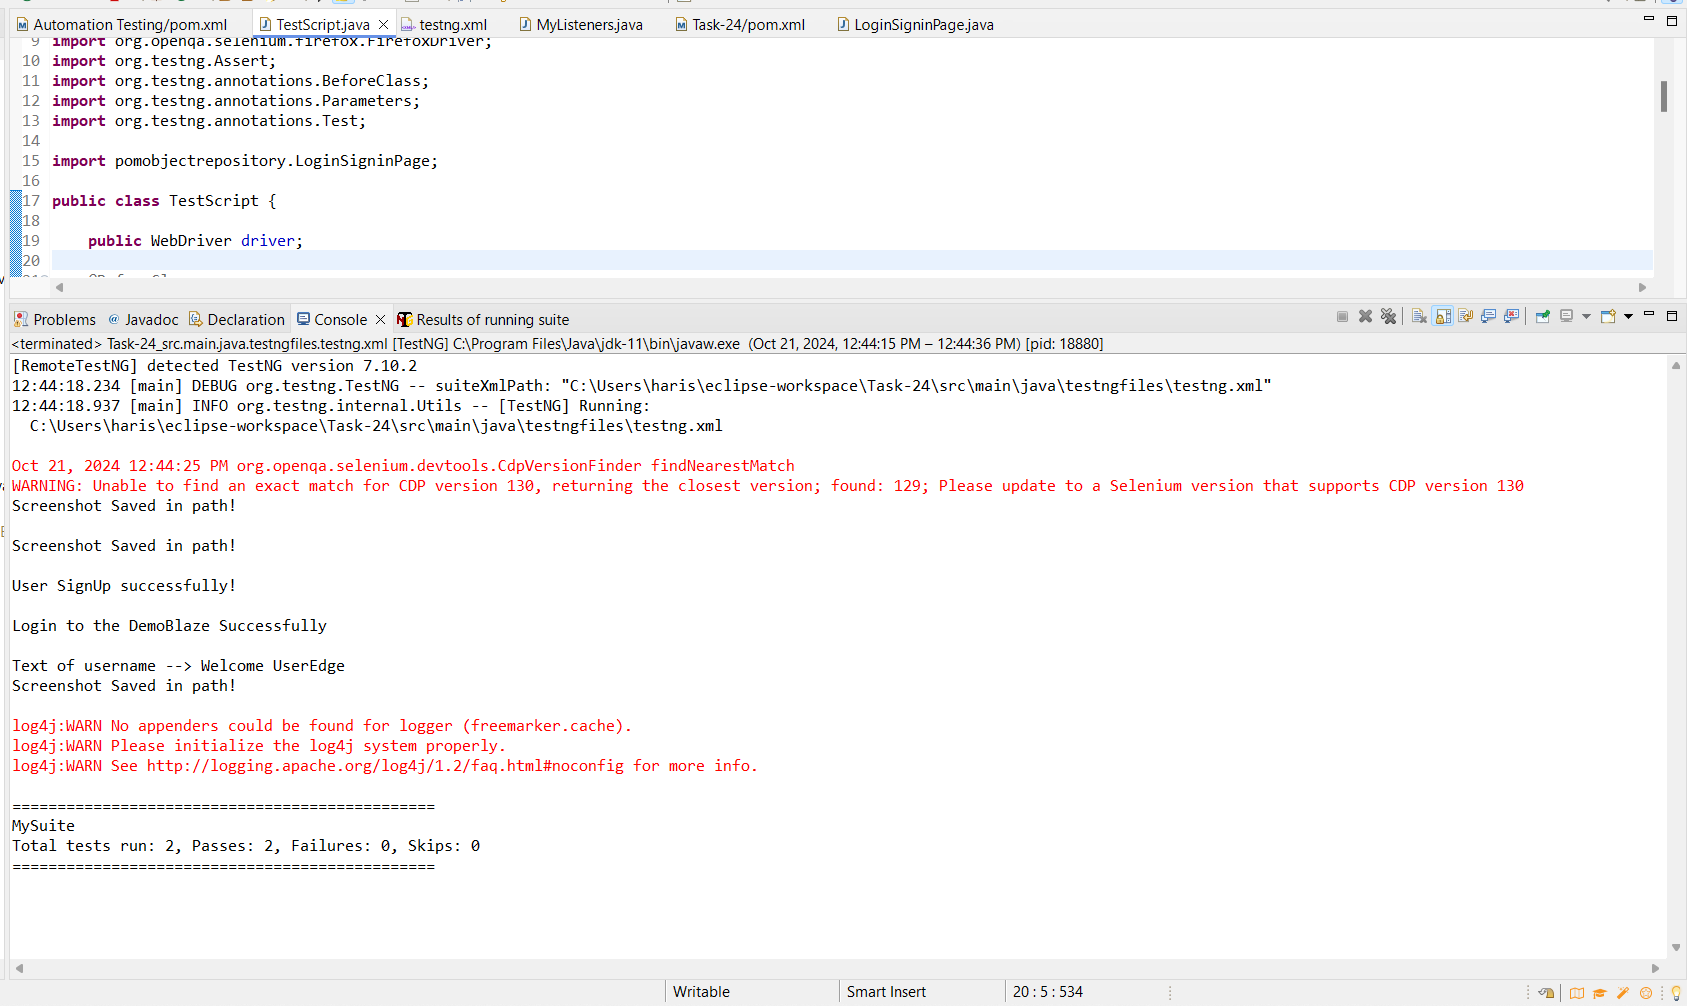 Automation Testing/pom.xml TestScript.java testng.xml MyListeners.java Task-24/pom.xml LoginSigninPage.java
9 import org.openqa.selenium.firefox.FirefoxDriver;
10 import org.testng.Assert;
11 import org.testng.annotations.BeforeClass;
12 import org.testng.annotations.Parameters;
13 import org.testng.annotations.Test;
14
15 import pomobjectrepository.LoginSigninPage;
16
17 public class TestScript {
18
19 public WebDriver driver;
20
Problems Javadoc Declaration Console Results of running suite
<terminated> Task-24_src.main.java.testngfiles.testng.xml [TestNG] C:\Program Files\Java\jdk-11\bin\javaw.exe (Oct 21, 2024, 12:44:15 PM – 12:44:36 PM) [pid: 18880]
[RemoteTestNG] detected TestNG version 7.10.2
12:44:18.234 [main] DEBUG org.testng.TestNG -- suiteXmlPath: "C:\Users\haris\eclipse-workspace\Task-24\src\main\java\testngfiles\testng.xml"
12:44:18.937 [main] INFO org.testng.internal.Utils -- [TestNG] Running:
C:\Users\haris\eclipse-workspace\Task-24\src\main\java\testngfiles\testng.xml
Oct 21, 2024 12:44:25 PM org.openqa.selenium.devtools.CdpVersionFinder findNearestMatch
WARNING: Unable to find an exact match for CDP version 130, returning the closest version; found: 129; Please update to a Selenium version that supports CDP version 130
Screenshot Saved in path!
Screenshot Saved in path!
User SignUp successfully!
Login to the DemoBlaze Successfully
Text of username --> Welcome UserEdge
Screenshot Saved in path!
log4j:WARN No appenders could be found for logger (freemarker.cache).
log4j:WARN Please initialize the log4j system properly.
log4j:WARN See http://logging.apache.org/log4j/1.2/faq.html#noconfig for more info.
===============================================
MySuite
Total tests run: 2, Passes: 2, Failures: 0, Skips: 0
===============================================
Writable Smart Insert 20 : 5 : 534